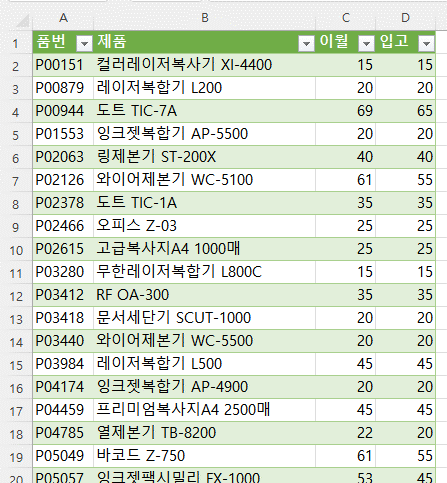 A B C D
1 품번 제품 이월 입고
2 P00151 컬러레이저복사기 XI-4400 15 15
3 P00879 레이저복합기 L200 20 20
4 P00944 도트 TIC-7A 69 65
5 P01553 잉크젯복합기 AP-5500 20 20
6 P02063 링제본기 ST-200X 40 40
7 P02126 와이어제본기 WC-5100 61 55
8 P02378 도트 TIC-1A 35 35
9 P02466 오피스 Z-03 25 25
10 P02615 고급복사지A4 1000매 25 25
11 P03280 무한레이저복합기 L800C 15 15
12 P03412 RF OA-300 35 35
13 P03418 문서세단기 SCUT-1000 20 20
14 P03440 와이어제본기 WC-5500 20 20
15 P03984 레이저복합기 L500 45 45
16 P04174 잉크젯복합기 AP-4900 20 20
17 P04459 프리미엄복사지A4 2500매 45 45
18 P04785 열제본기 TB-8200 22 20
19 P05049 바코드 Z-750 61 55
20 P05057 잉크젯팩시밀리 FX-1000 53 45